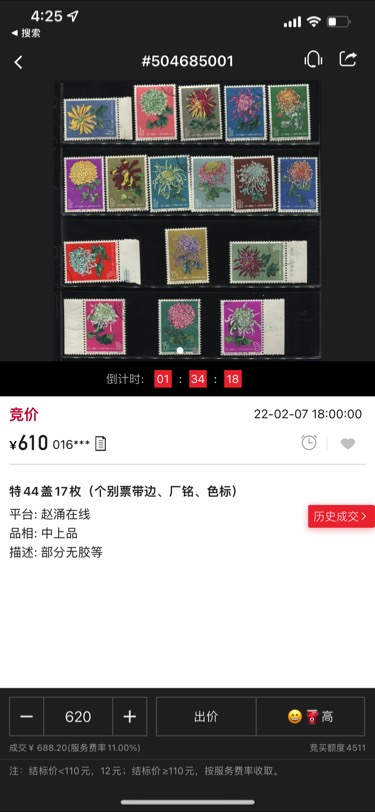 4:25
◀ 搜索
#504685001
倒计时: 01 : 34 : 18
竞价
22-02-07 18:00:00
¥610 016***
特44盖17枚（个别票带边、厂铭、色标）
平台: 赵涌在线
历史成交 >
品相: 中上品
描述: 部分无胶等
− 620 +
出价
😀🧧高
成交¥ 688.20(服务费率11.00%)
竞买额度4511
注：结标价<110元，12元；结标价≥110元，按服务费率收取。